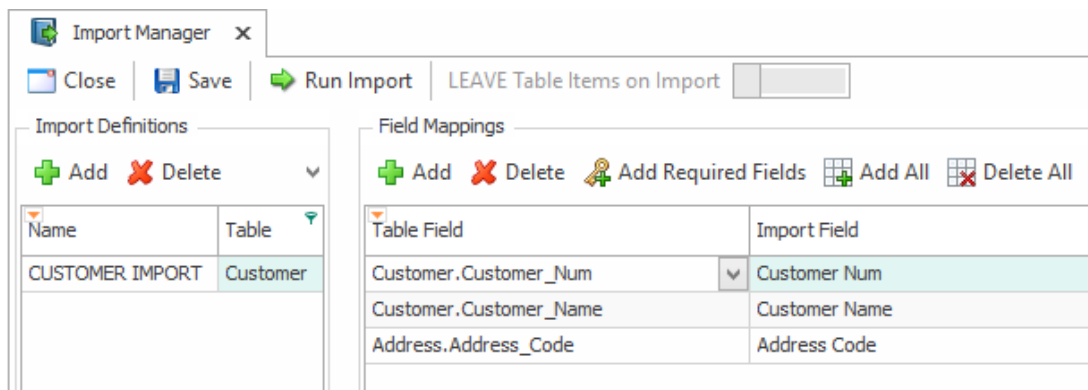 Import Manager x
Close Save Run Import LEAVE Table Items on Import
Import Definitions Field Mappings
Add Delete Add Delete Add Required Fields Add All Delete All
Name Table Table Field Import Field
CUSTOMER IMPORT Customer Customer.Customer_Num Customer Num
Customer.Customer_Name Customer Name
Address.Address_Code Address Code